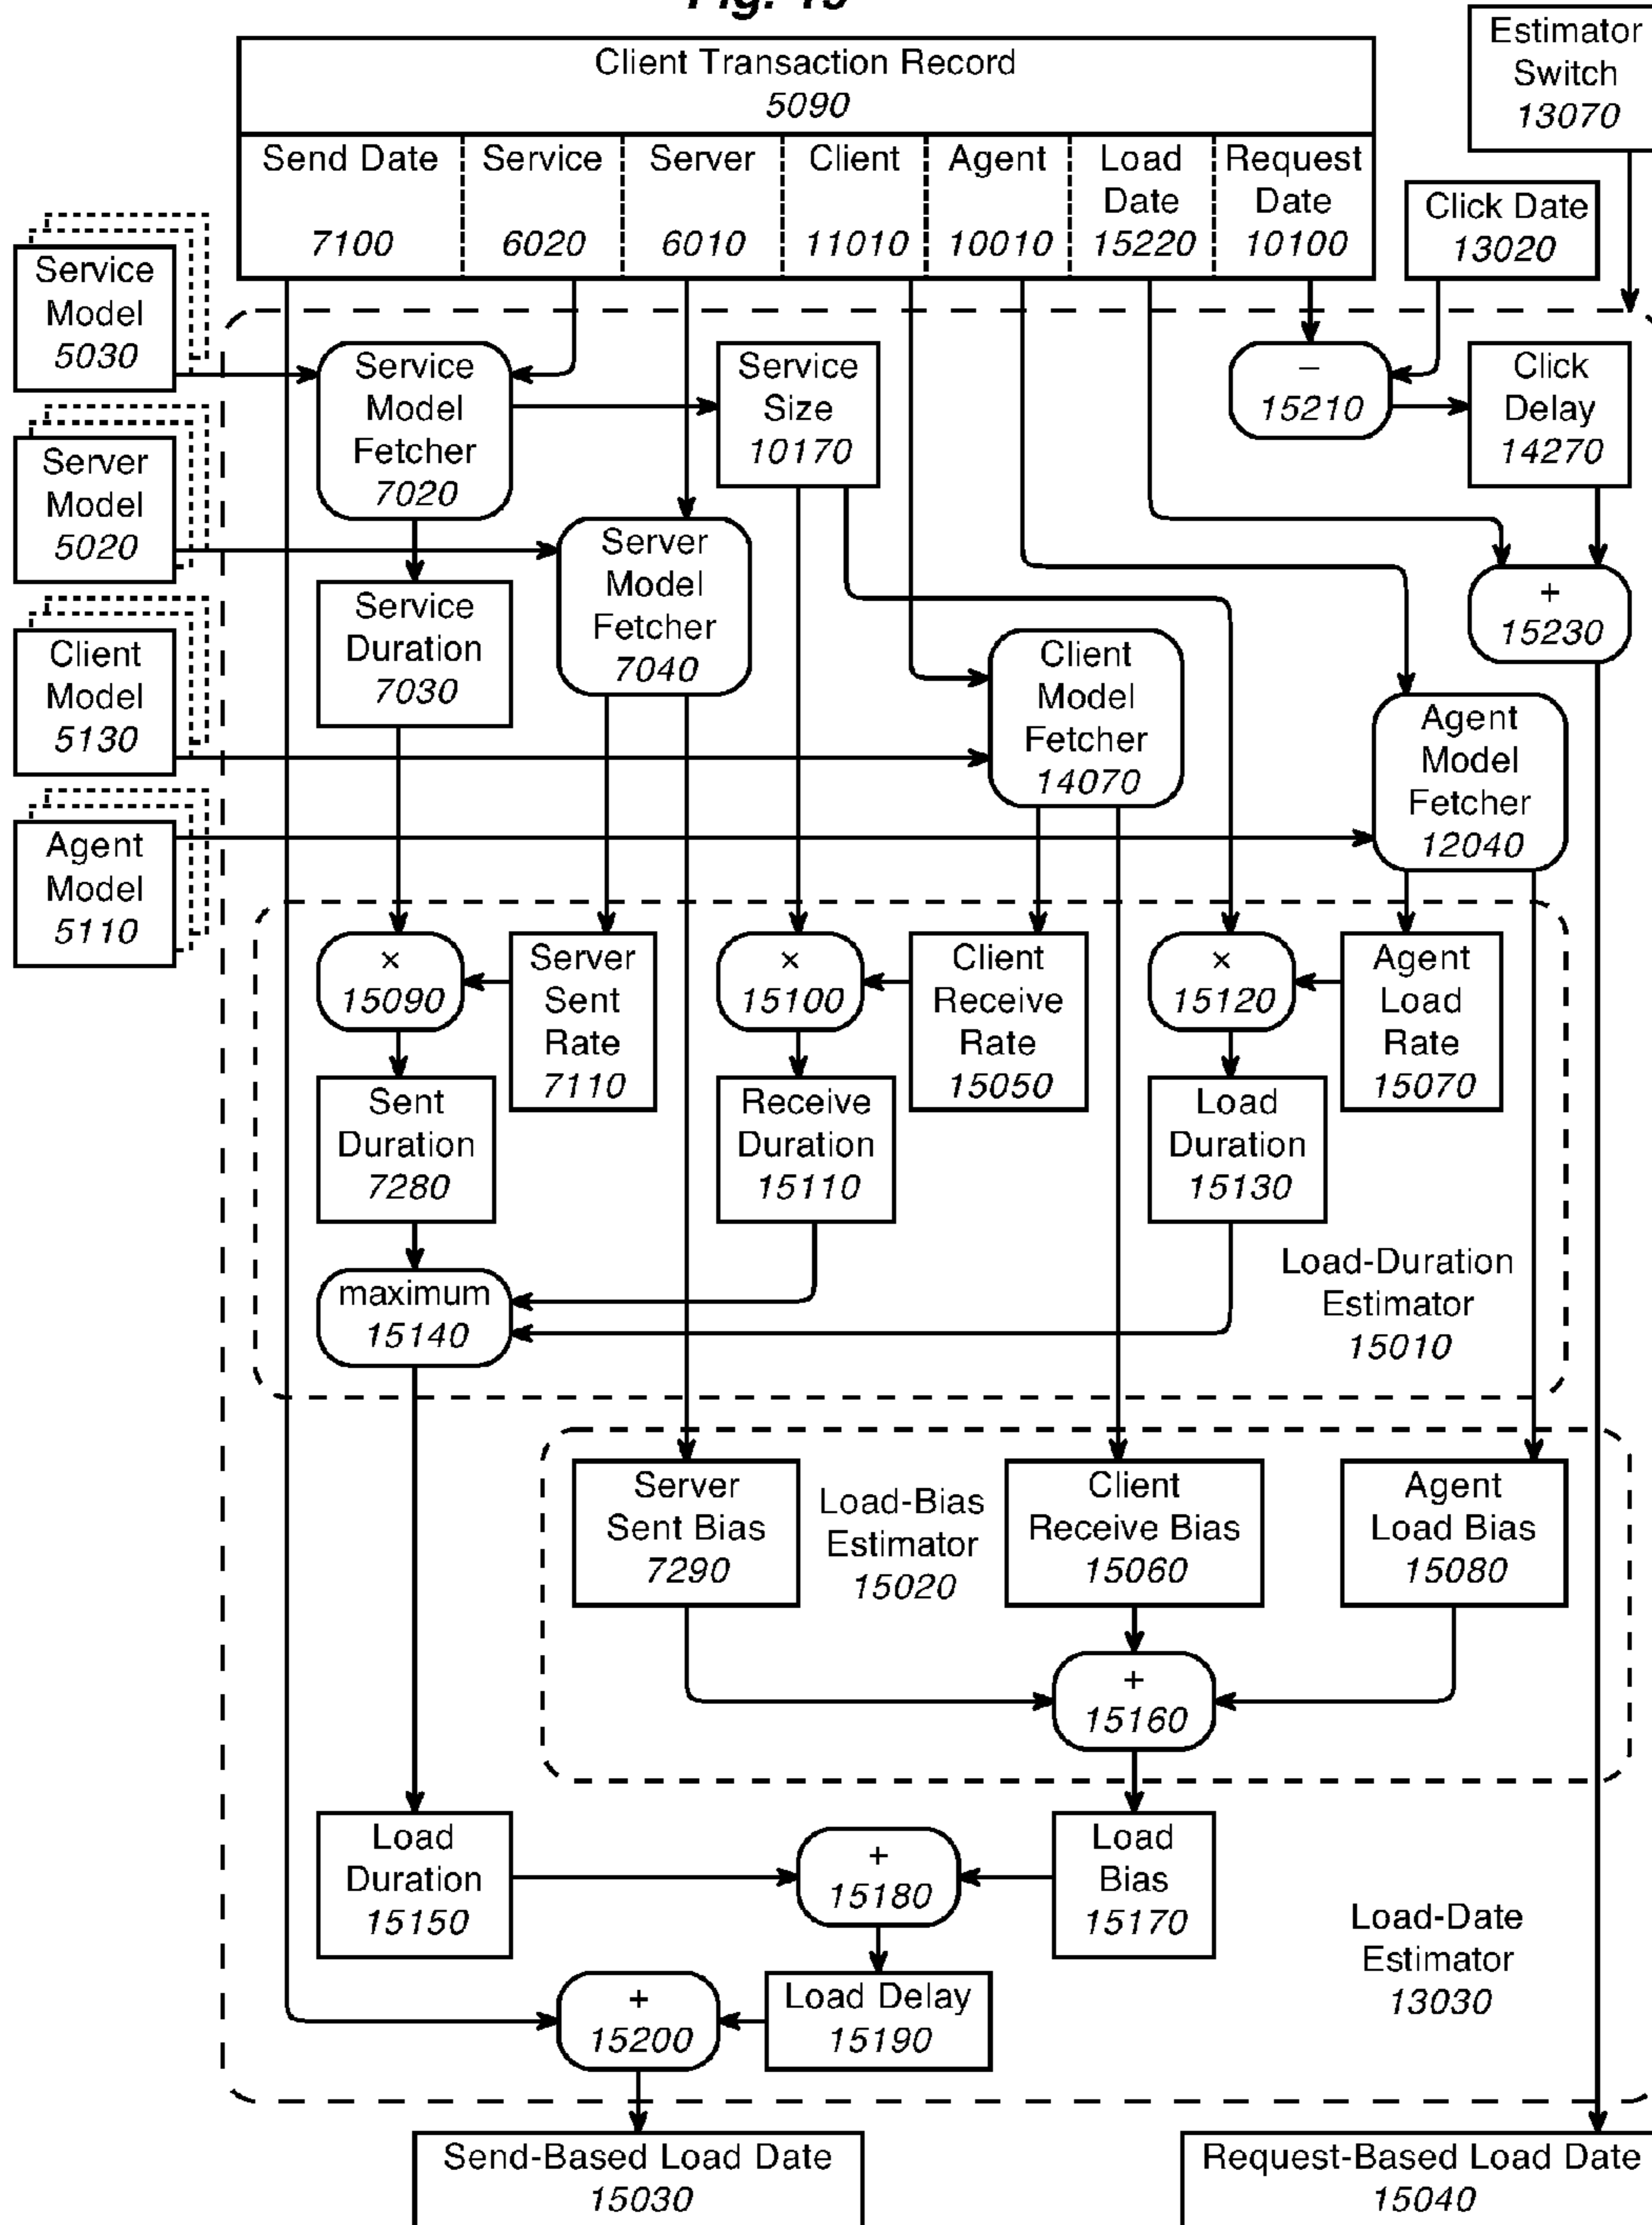 Client Transaction Record
5090
Send Date
7100
Service
6020
Server
6010
Client
11010
Agent
10010
Load
Date
15220
Request
Date
10100
Estimator
Switch
13070
Click Date
13020
Service
Model
5030
Server
Model
5020
Client
Model
5130
Agent
Model
5110
Service
Model
Fetcher
7020
Service
Size
10170
–
15210
Click
Delay
14270
Server
Model
Fetcher
7040
Service
Duration
7030
+
15230
Client
Model
Fetcher
14070
Agent
Model
Fetcher
12040
×
15090
Server
Sent
Rate
7110
×
15100
Client
Receive
Rate
15050
×
15120
Agent
Load
Rate
15070
Sent
Duration
7280
Receive
Duration
15110
Load
Duration
15130
maximum
15140
Load-Duration
Estimator
15010
Server
Sent Bias
7290
Load-Bias
Estimator
15020
Client
Receive Bias
15060
Agent
Load Bias
15080
+
15160
Load
Duration
15150
+
15180
Load
Bias
15170
Load-Date
Estimator
13030
+
15200
Load Delay
15190
Send-Based Load Date
15030
Request-Based Load Date
15040